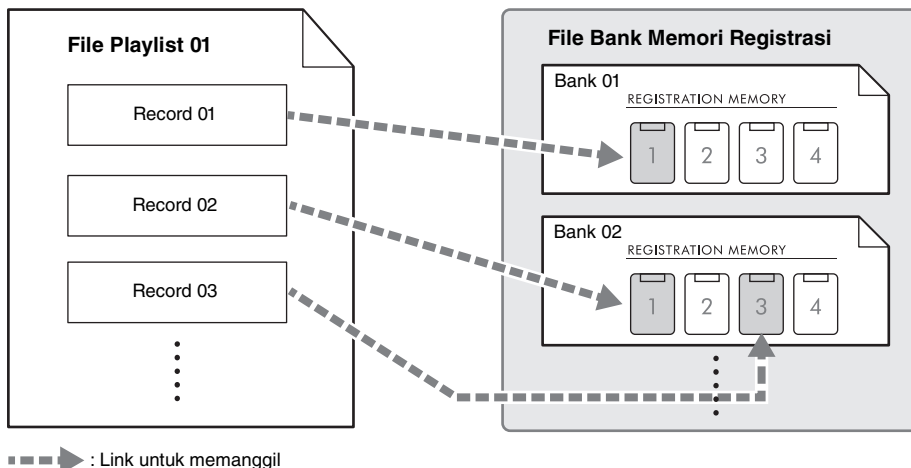 File Playlist 01
Record 01
Record 02
Record 03
File Bank Memori Registrasi
Bank 01
REGISTRATION MEMORY
1 2 3 4
Bank 02
REGISTRATION MEMORY
1 2 3 4
: Link untuk memanggil